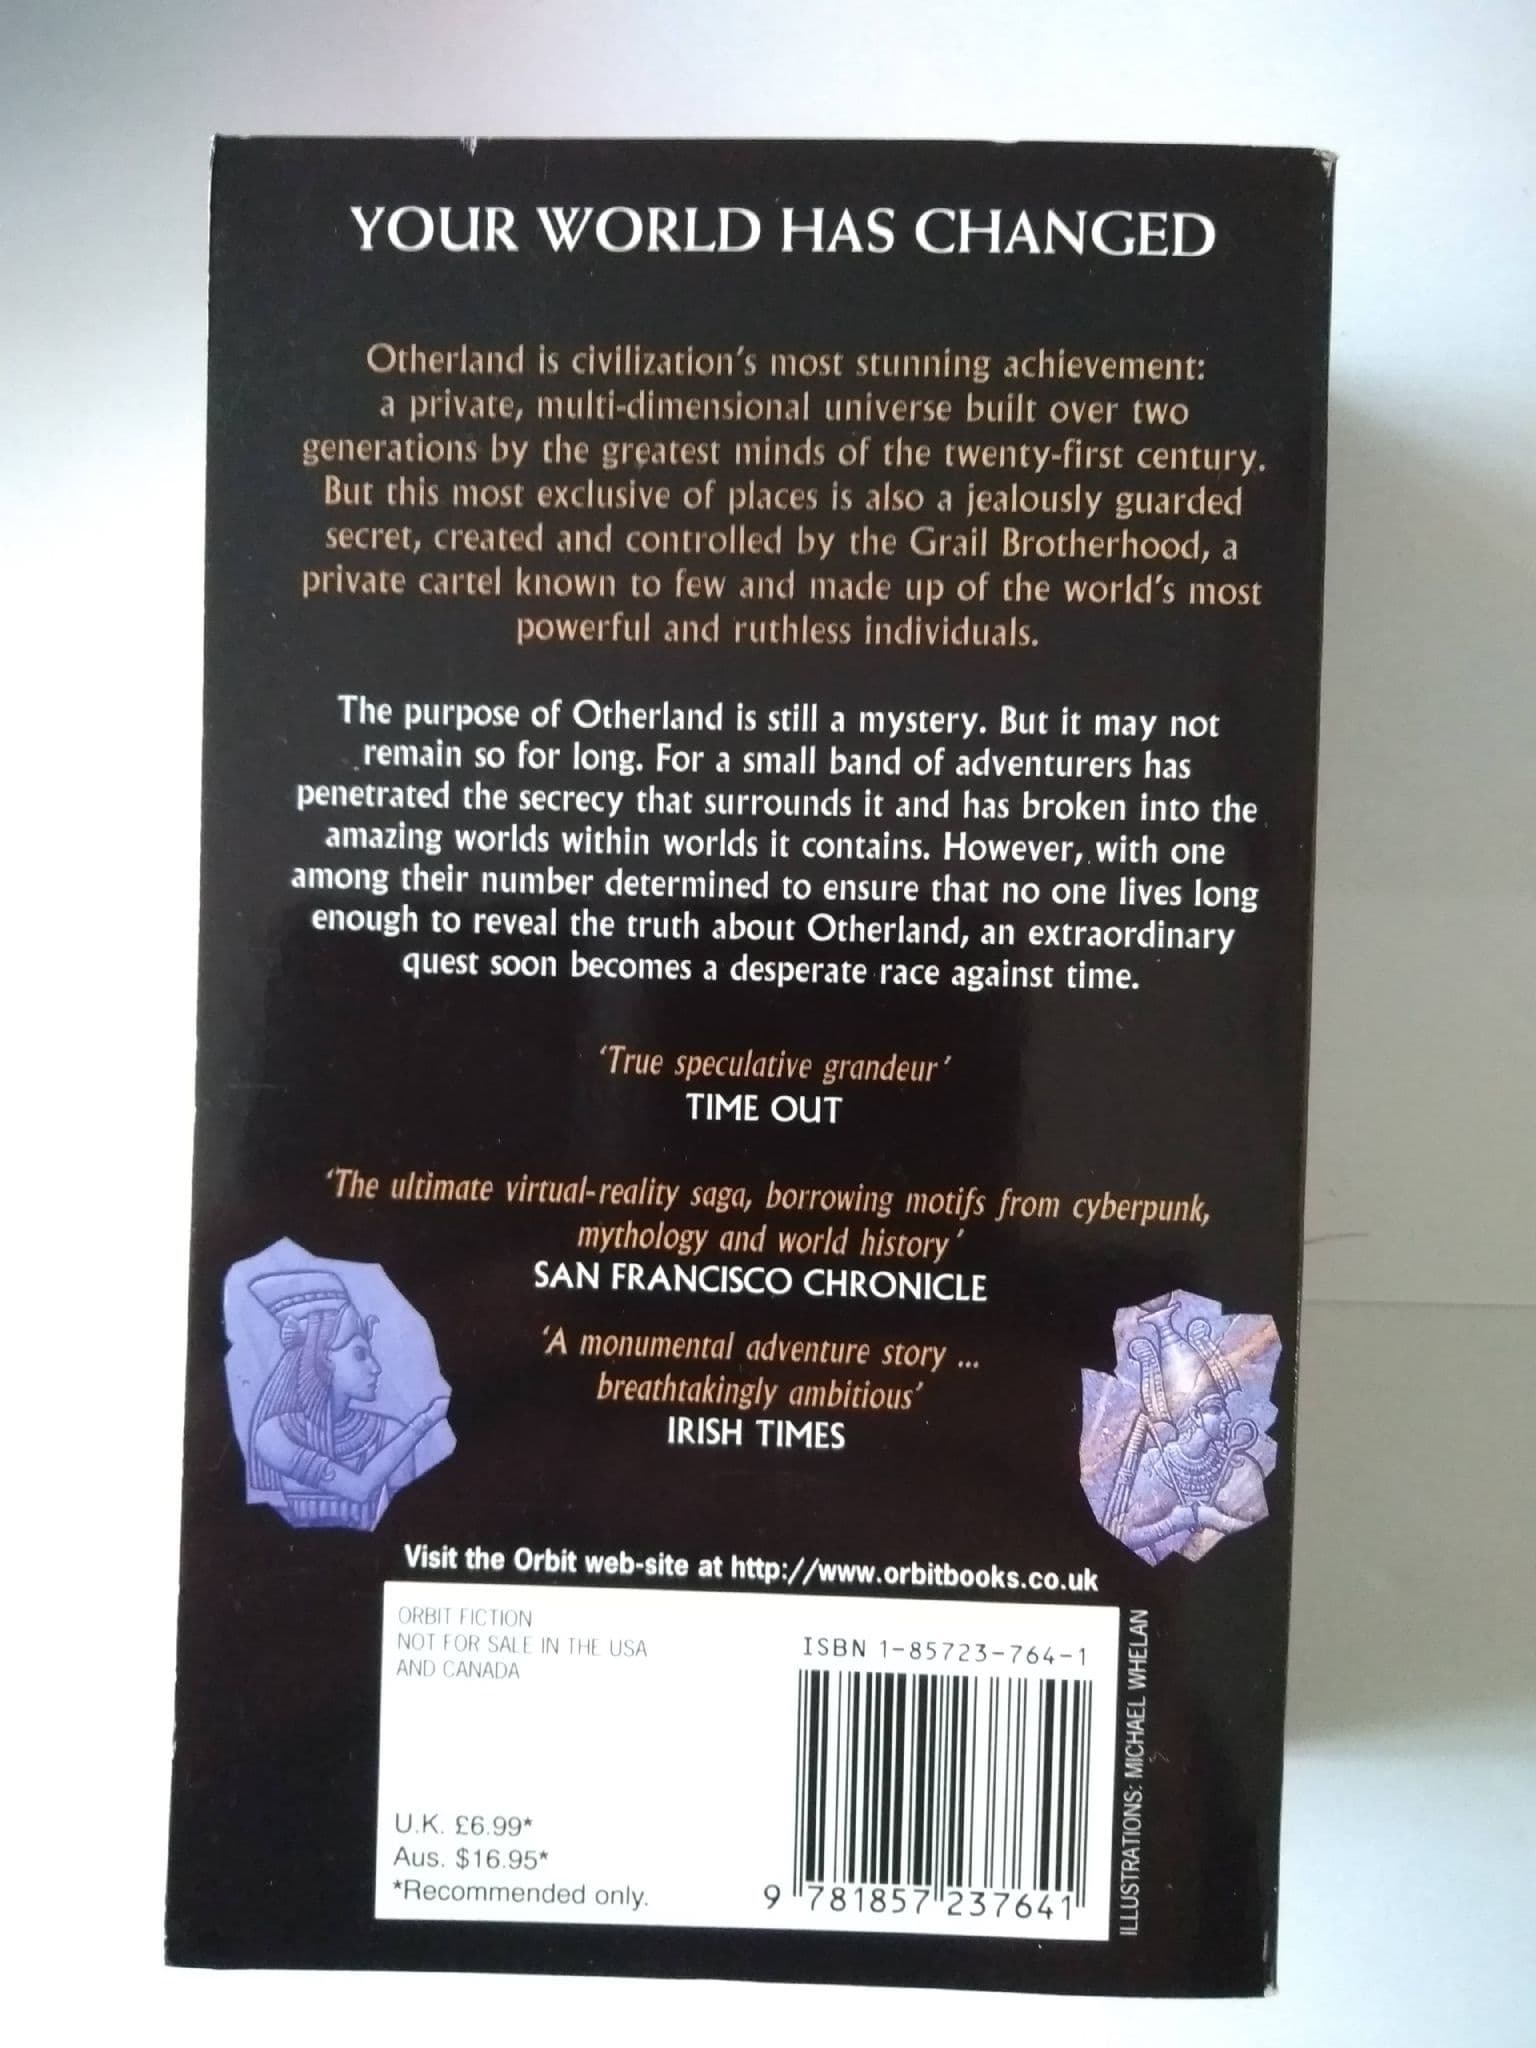 YOUR WORLD HAS CHANGED
Otherland is civilization's most stunning achievement:
a private, multi-dimensional universe built over two
generations by the greatest minds of the twenty-first century.
But this most exclusive of places is also a jealously guarded
secret, created and controlled by the Grail Brotherhood, a
private cartel known to few and made up of the world's most
powerful and ruthless individuals.
The purpose of Otherland is still a mystery. But it may not
remain so for long. For a small band of adventurers has
penetrated the secrecy that surrounds it and has broken into the
amazing worlds within worlds it contains. However, with one
among their number determined to ensure that no one lives long
enough to reveal the truth about Otherland, an extraordinary
quest soon becomes a desperate race against time.
'True speculative grandeur'
TIME OUT
'The ultimate virtual-reality saga, borrowing motifs from cyberpunk,
mythology and world history'
SAN FRANCISCO CHRONICLE
'A monumental adventure story ...
breathtakingly ambitious'
IRISH TIMES
Visit the Orbit web-site at http://www.orbitbooks.co.uk
ORBIT FICTION
NOT FOR SALE IN THE USA
AND CANADA
U.K. £6.99*
Aus. $16.95*
*Recommended only.
ISBN 1-85723-764-1
9 781857 237641
ILLUSTRATIONS: MICHAEL WHELAN